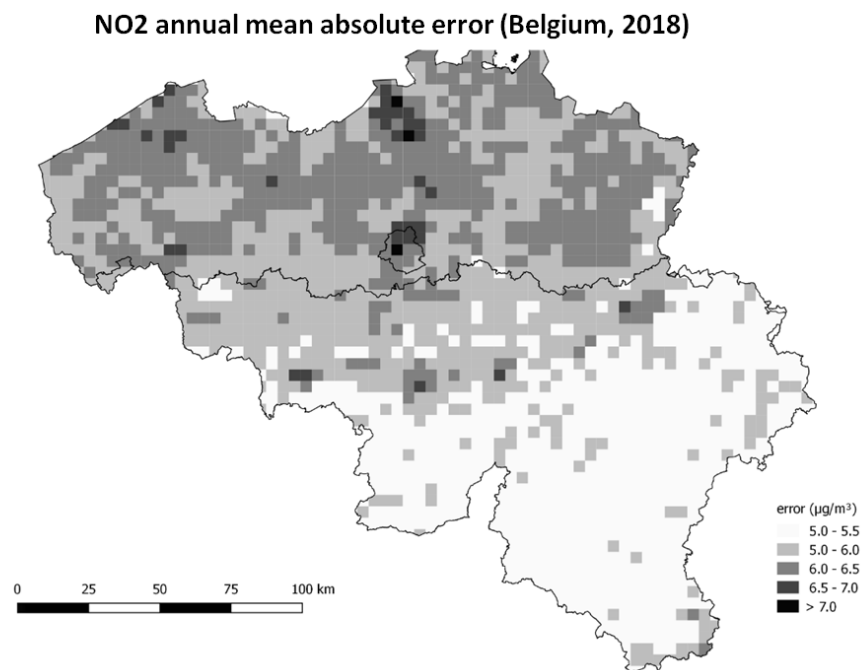 NO2 annual mean absolute error (Belgium, 2018)
error (µg/m³)
5.0 - 5.5
5.0 - 6.0
6.0 - 6.5
6.5 - 7.0
> 7.0
0 25 50 75 100 km